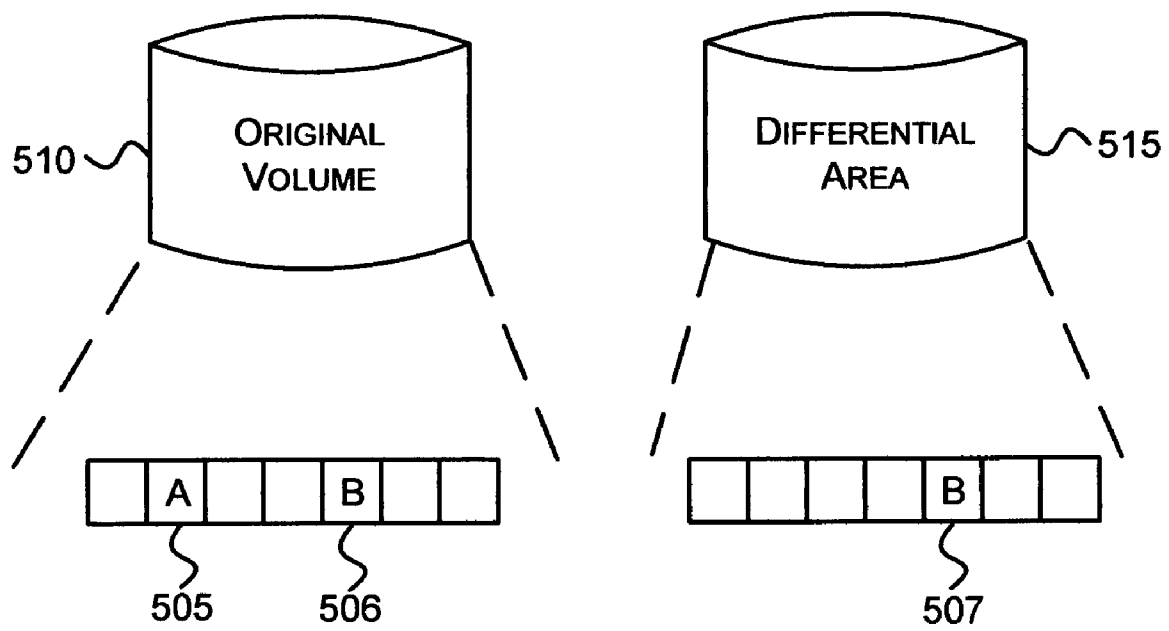 ORIGINAL
VOLUME
DIFFERENTIAL
AREA
510
515
A
B
B
505
506
507